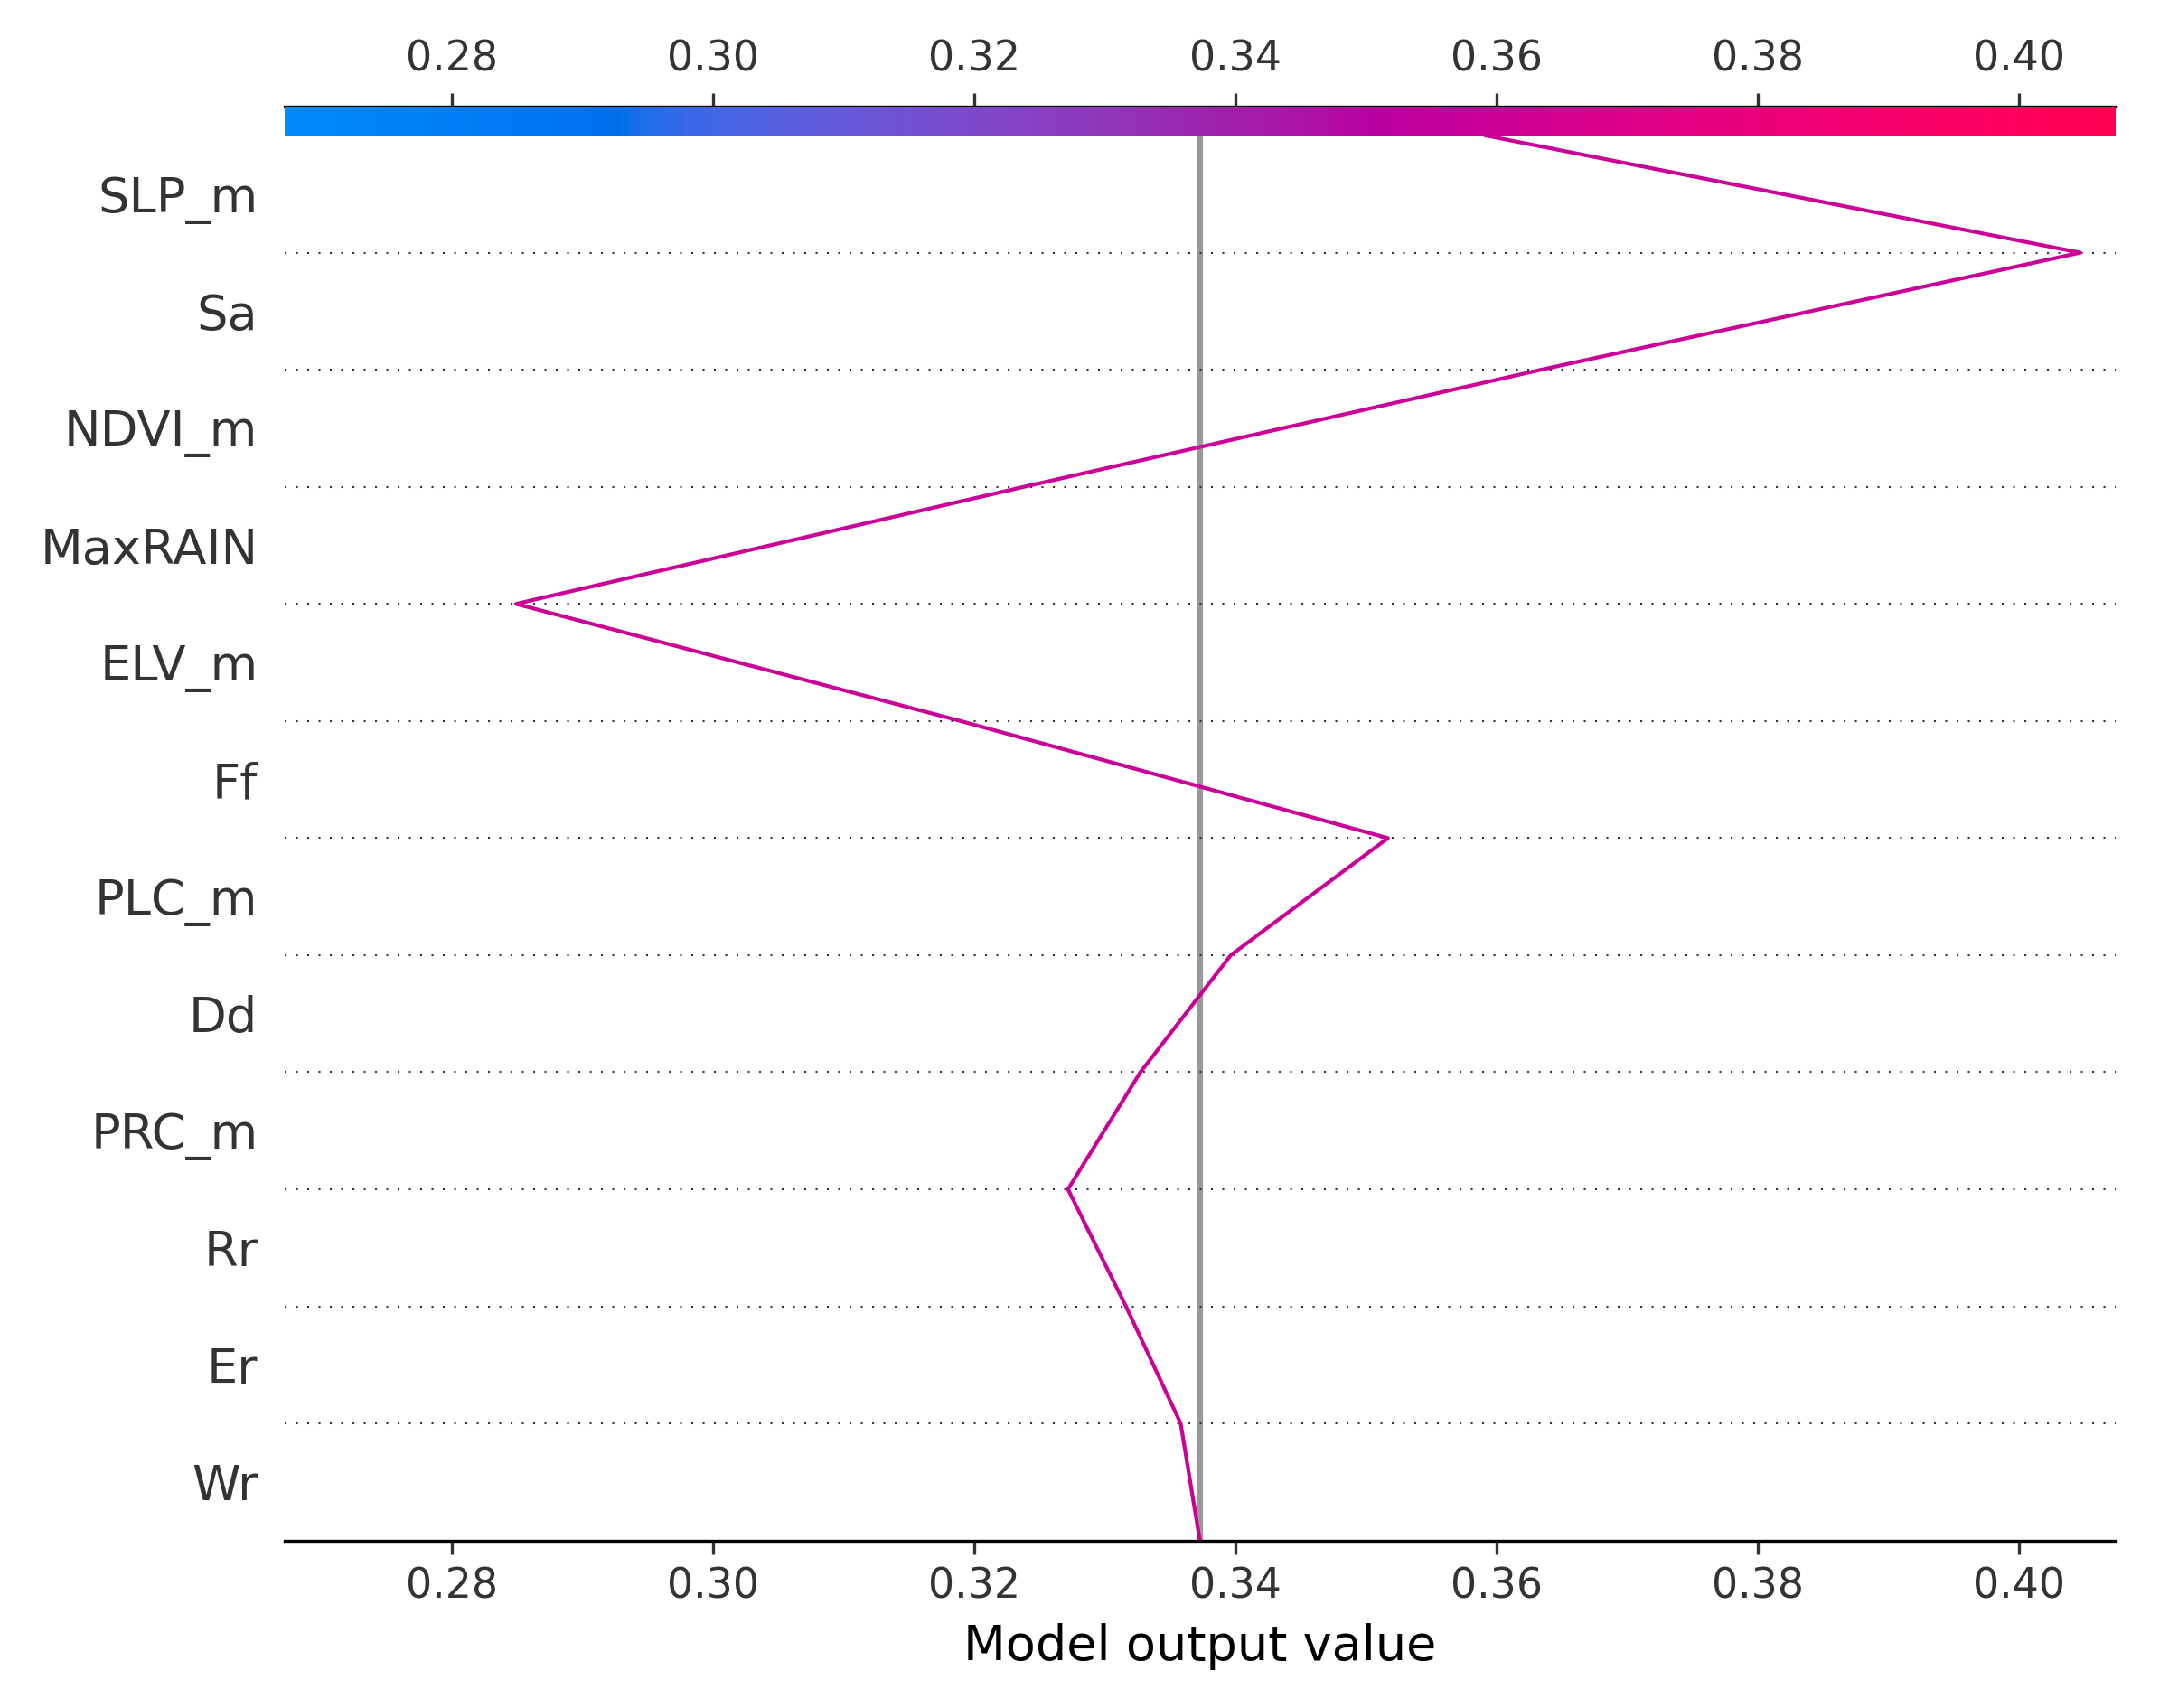 0.28 0.30 0.32 0.34 0.36 0.38 0.40
SLP_m
Sa
NDVI_m
MaxRAIN
ELV_m
Ff
PLC_m
Dd
PRC_m
Rr
Er
Wr
0.28 0.30 0.32 0.34 0.36 0.38 0.40
Model output value